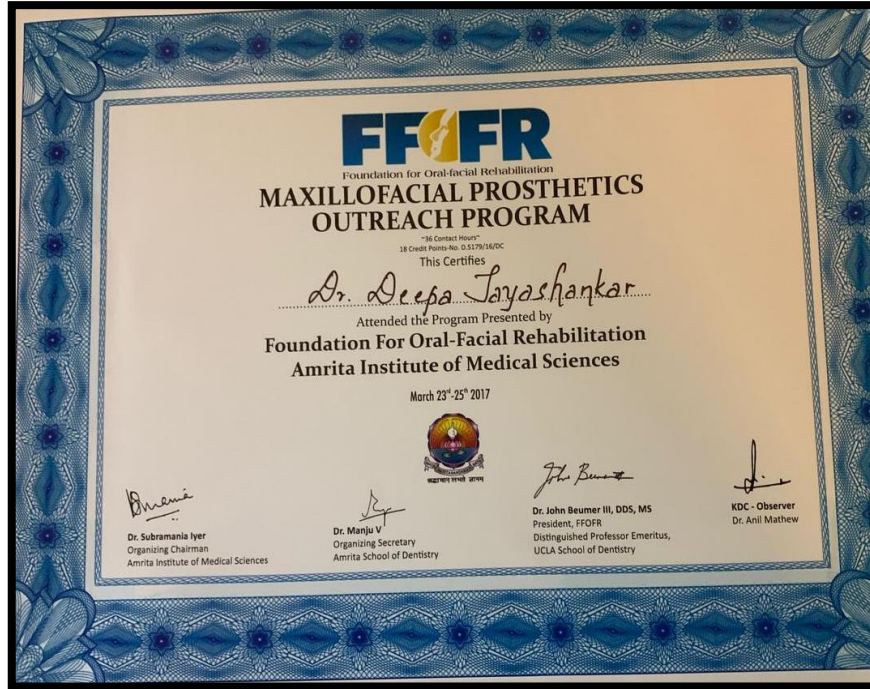 FFOFR
Foundation for Oral-facial Rehabilitation
MAXILLOFACIAL PROSTHETICS
OUTREACH PROGRAM
"36 Contact Hours"
18 Credit Points-No. D.5179/16/DC
This Certifies
Dr. Deepa Jayashankar
Attended the Program Presented by
Foundation For Oral-Facial Rehabilitation
Amrita Institute of Medical Sciences
March 23rd-25th 2017
श्रद्धावान् लभते ज्ञानम्
Dr. Subramania Iyer
Organizing Chairman
Amrita Institute of Medical Sciences
Dr. Manju V
Organizing Secretary
Amrita School of Dentistry
Dr. John Beumer III, DDS, MS
President, FFOFR
Distinguished Professor Emeritus,
UCLA School of Dentistry
KDC - Observer
Dr. Anil Mathew